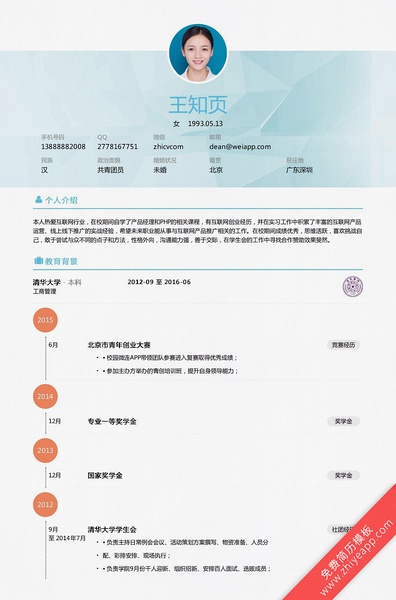 王知页
女 1993.05.13
手机号码 QQ 微信 邮箱
13888882008 2778167751 zhicvcom dean@weiapp.com
民族 政治面貌 婚姻状况 籍贯 居住地
汉 共青团员 未婚 北京 广东深圳
个人介绍
本人热爱互联网行业，在校期间自学了产品经理和PHP的相关课程，有互联网创业经历，并在实习工作中积累了丰富的互联网产品
运营、线上线下推广的实战经验，希望未来职业能从事与互联网产品推广相关的工作。在校期间成绩优秀，思维活跃，喜欢挑战自
己，敢于尝试与众不同的点子和方法，性格外向，沟通能力强，善于交际，在学生会的工作中寻找合作赞助效果斐然。
教育背景
清华大学 · 本科 2012-09 至 2016-06
工商管理
2015
6月 北京市青年创业大赛 竞赛经历
• • 校园微连APP带领团队参赛进入复赛取得优秀成绩；
• • 参加主办方举办的青创培训班，提升自身领导能力；
2014
12月 专业一等奖学金 奖学金
2013
12月 国家奖学金 奖学金
2012
9月 清华大学学生会 社团经
至 2014年7月
• • 负责主持日常例会会议、活动策划方案撰写、物资准备、人员分
• 配、彩排安排、现场执行；
• • 负责学院9月份千人迎新、组织招新、安排百人面试、选拔成员；
免费简历模板
www.zhiyeapp.com